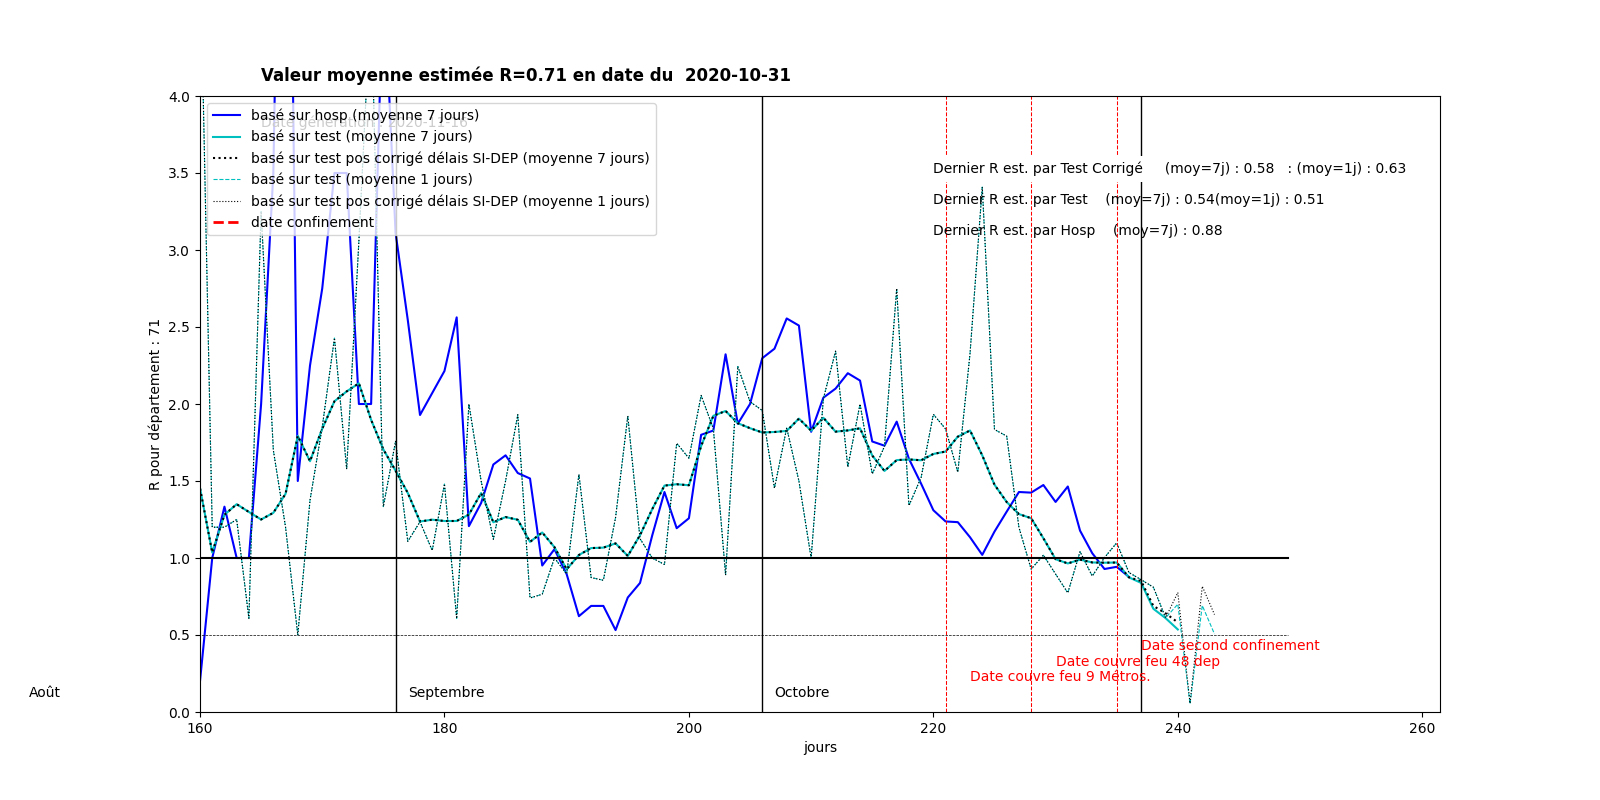 Valeur moyenne estimée R=0.71 en date du  2020-10-31
4.0
3.5
3.0
2.5
2.0
1.5
1.0
0.5
0.0
R pour département : 71
basé sur hosp (moyenne 7 jours)
basé sur test (moyenne 7 jours)
basé sur test pos corrigé délais SI-DEP (moyenne 7 jours)
basé sur test (moyenne 1 jours)
basé sur test pos corrigé délais SI-DEP (moyenne 1 jours)
date confinement
Dernier R est. par Test Corrigé     (moy=7j) : 0.58   : (moy=1j) : 0.63
Dernier R est. par Test    (moy=7j) : 0.54(moy=1j) : 0.51
Dernier R est. par Hosp    (moy=7j) : 0.88
Date second confinement
Date couvre feu 48 dep
Date couvre feu 9 Métros.
Août
Septembre
Octobre
160
180
200
220
240
260
jours